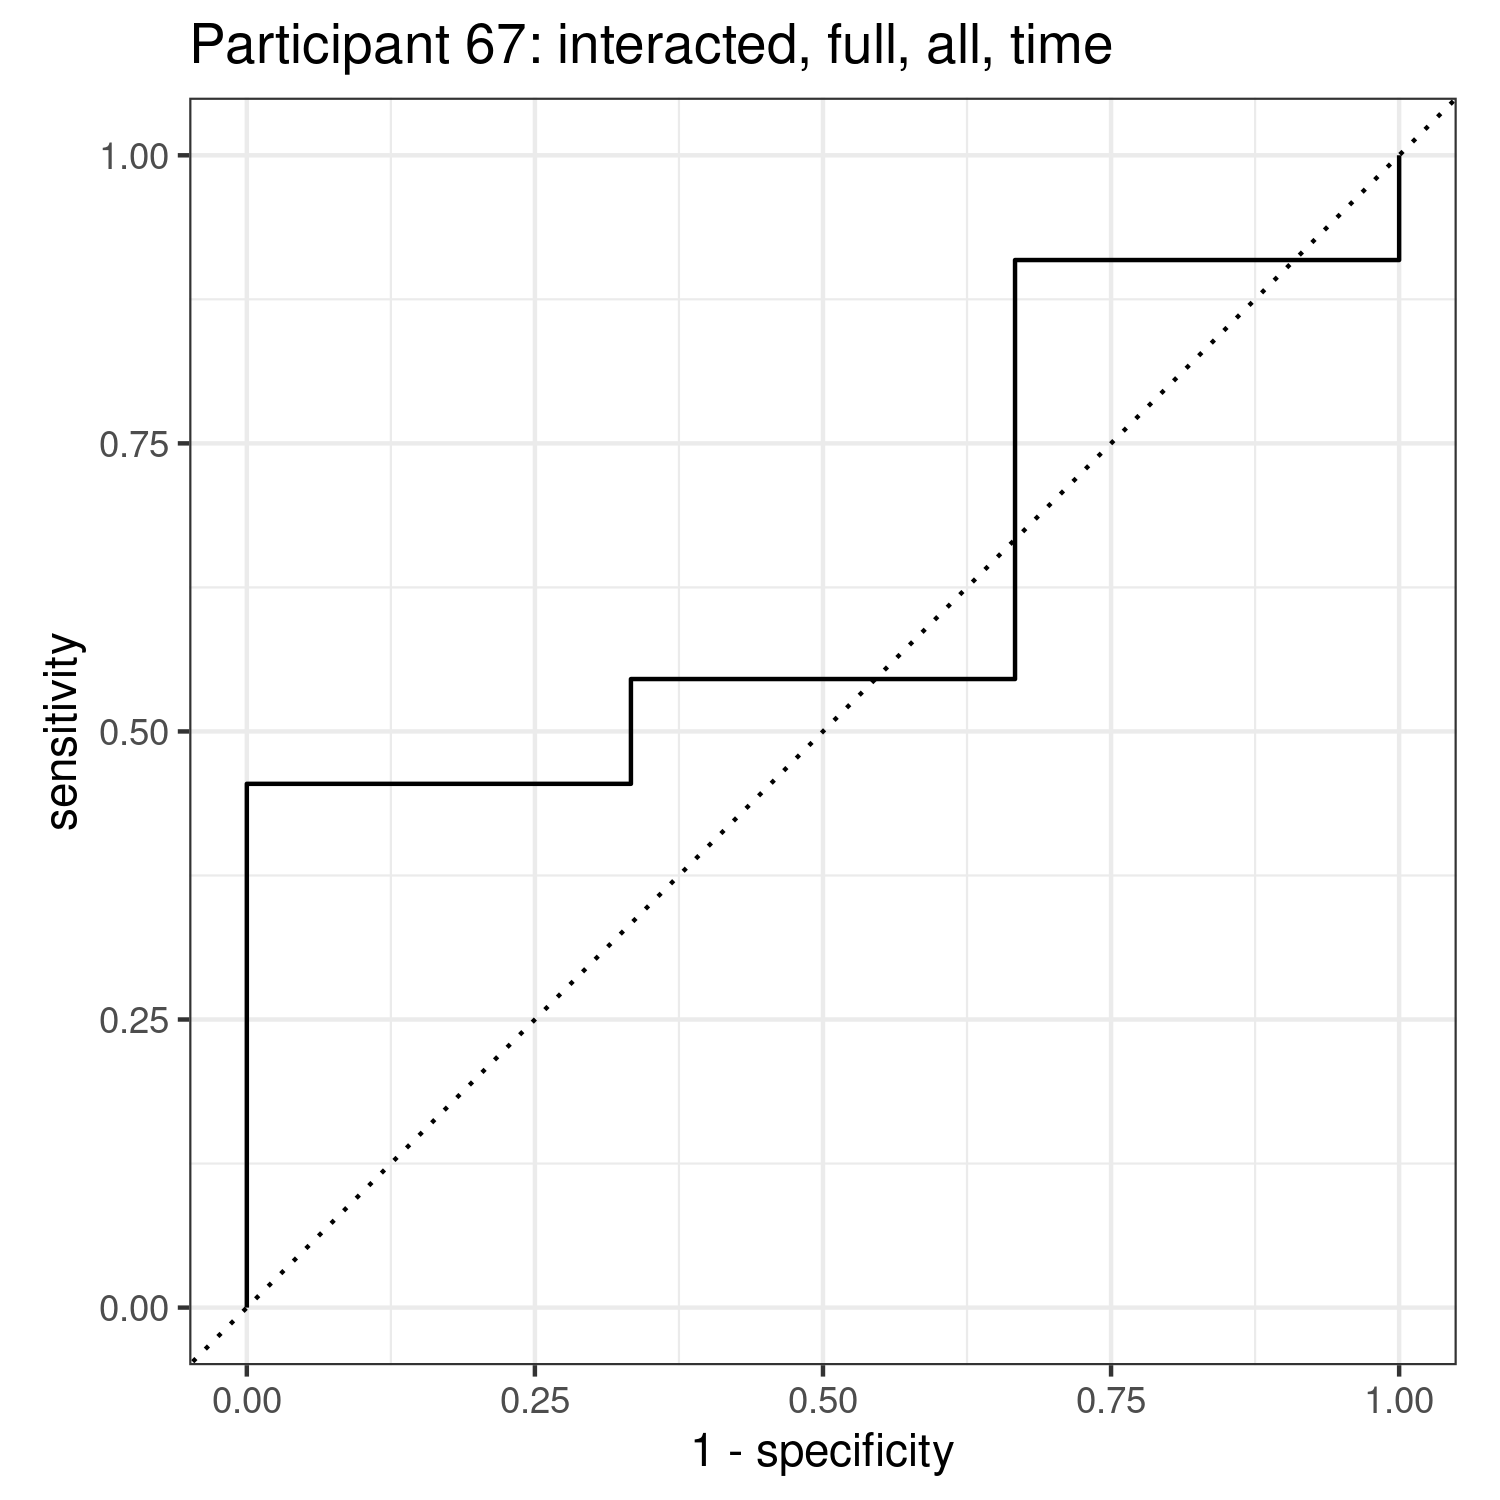 Participant 67: interacted, full, all, time
1.00
0.75
0.50
0.25
0.00
sensitivity
0.00 0.25 0.50 0.75 1.00
1 - specificity